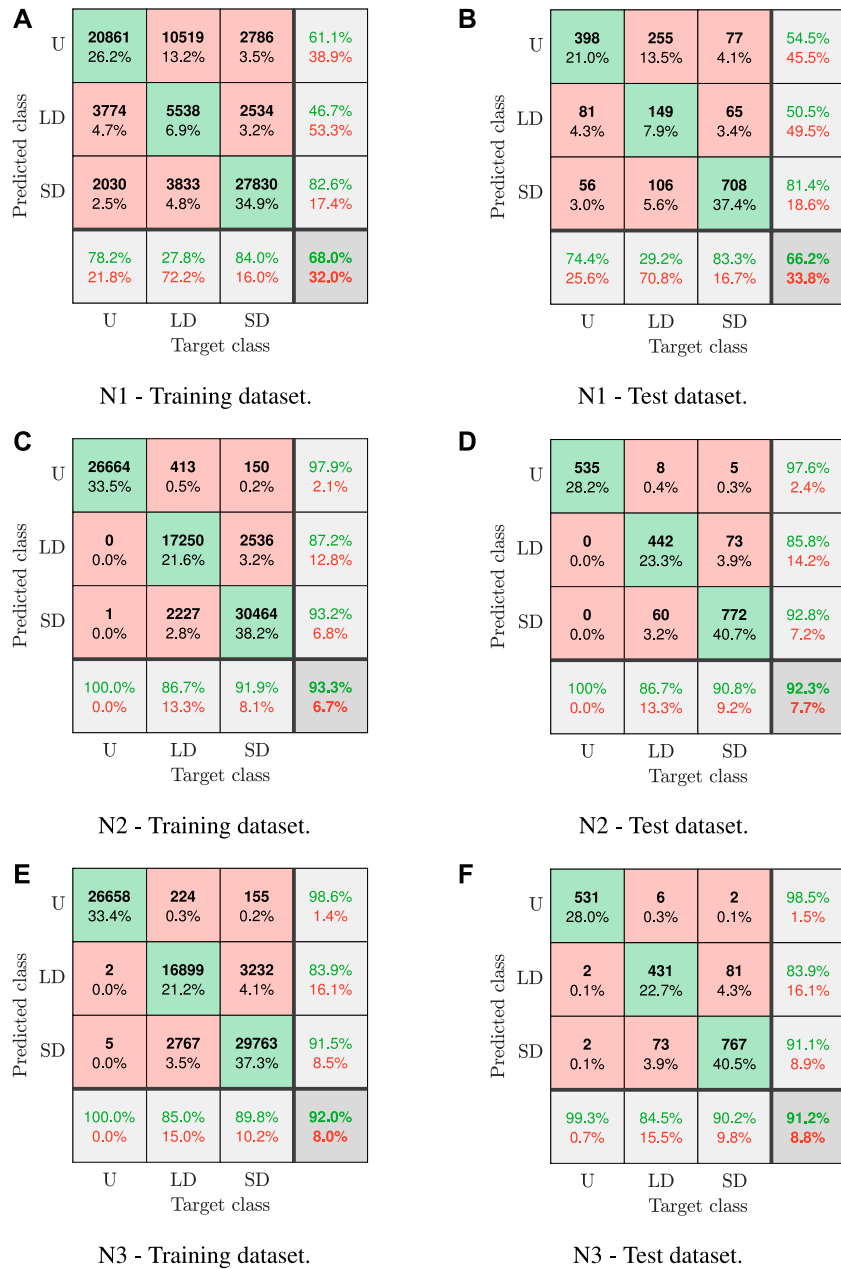 A
B
U
20861 10519 2786 61.1%
26.2% 13.2% 3.5% 38.9%
LD
3774 5538 2534 46.7%
4.7% 6.9% 3.2% 53.3%
SD
2030 3833 27830 82.6%
2.5% 4.8% 34.9% 17.4%
78.2% 27.8% 84.0% 68.0%
21.8% 72.2% 16.0% 32.0%
U LD SD
Target class
Predicted class
N1 - Training dataset.
U
398 255 77 54.5%
21.0% 13.5% 4.1% 45.5%
LD
81 149 65 50.5%
4.3% 7.9% 3.4% 49.5%
SD
56 106 708 81.4%
3.0% 5.6% 37.4% 18.6%
74.4% 29.2% 83.3% 66.2%
25.6% 70.8% 16.7% 33.8%
U LD SD
Target class
Predicted class
N1 - Test dataset.
C
D
U
26664 413 150 97.9%
33.5% 0.5% 0.2% 2.1%
LD
0 17250 2536 87.2%
0.0% 21.6% 3.2% 12.8%
SD
1 2227 30464 93.2%
0.0% 2.8% 38.2% 6.8%
100.0% 86.7% 91.9% 93.3%
0.0% 13.3% 8.1% 6.7%
U LD SD
Target class
Predicted class
N2 - Training dataset.
U
535 8 5 97.6%
28.2% 0.4% 0.3% 2.4%
LD
0 442 73 85.8%
0.0% 23.3% 3.9% 14.2%
SD
0 60 772 92.8%
0.0% 3.2% 40.7% 7.2%
100% 86.7% 90.8% 92.3%
0.0% 13.3% 9.2% 7.7%
U LD SD
Target class
Predicted class
N2 - Test dataset.
E
F
U
26658 224 155 98.6%
33.4% 0.3% 0.2% 1.4%
LD
2 16899 3232 83.9%
0.0% 21.2% 4.1% 16.1%
SD
5 2767 29763 91.5%
0.0% 3.5% 37.3% 8.5%
100.0% 85.0% 89.8% 92.0%
0.0% 15.0% 10.2% 8.0%
U LD SD
Target class
Predicted class
N3 - Training dataset.
U
531 6 2 98.5%
28.0% 0.3% 0.1% 1.5%
LD
2 431 81 83.9%
0.1% 22.7% 4.3% 16.1%
SD
2 73 767 91.1%
0.1% 3.9% 40.5% 8.9%
99.3% 84.5% 90.2% 91.2%
0.7% 15.5% 9.8% 8.8%
U LD SD
Target class
Predicted class
N3 - Test dataset.